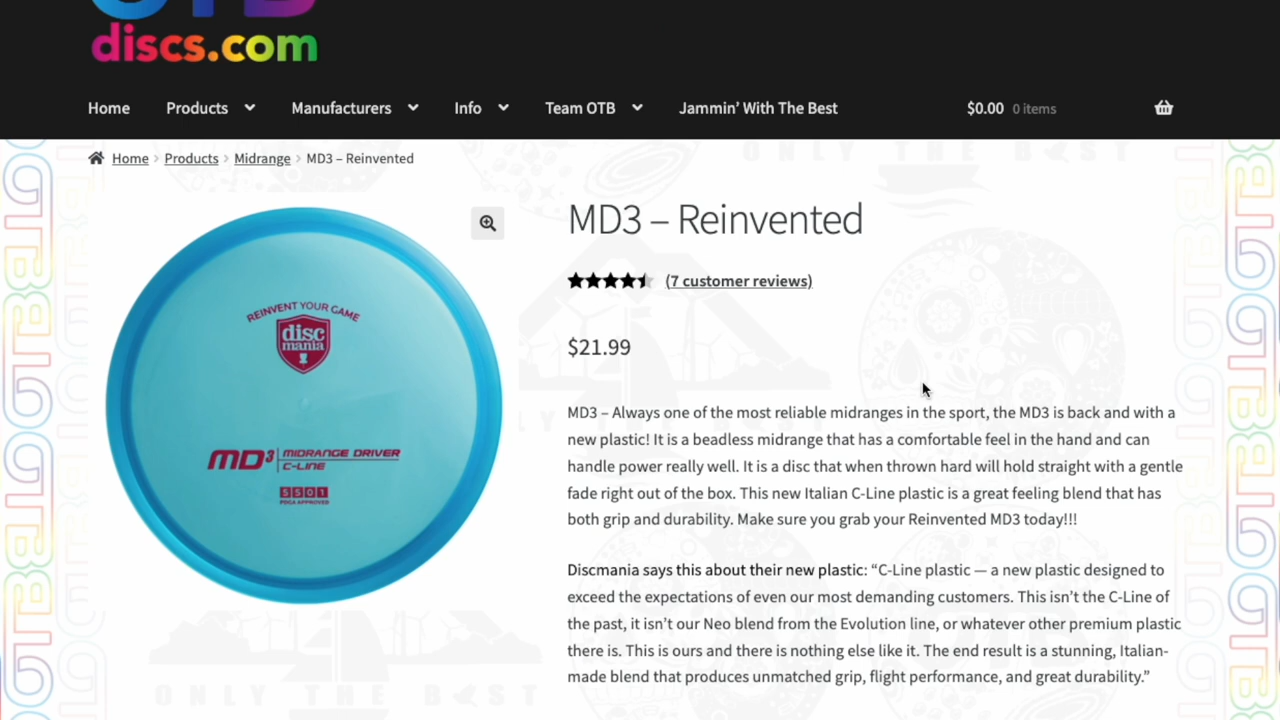 OTB
discs.com
Home Products Manufacturers Info Team OTB Jammin' With The Best $0.00 0 items
Home > Products > Midrange > MD3 – Reinvented
ONLY THE BEST
REINVENT YOUR GAME
disc
mania
MD3 MIDRANGE DRIVER
C-LINE
5 5 0 1
PDGA APPROVED
MD3 – Reinvented
(7 customer reviews)
$21.99
MD3 – Always one of the most reliable midranges in the sport, the MD3 is back and with a
new plastic! It is a beadless midrange that has a comfortable feel in the hand and can
handle power really well. It is a disc that when thrown hard will hold straight with a gentle
fade right out of the box. This new Italian C-Line plastic is a great feeling blend that has
both grip and durability. Make sure you grab your Reinvented MD3 today!!!
Discmania says this about their new plastic: “C-Line plastic — a new plastic designed to
exceed the expectations of even our most demanding customers. This isn’t the C-Line of
the past, it isn’t our Neo blend from the Evolution line, or whatever other premium plastic
there is. This is ours and there is nothing else like it. The end result is a stunning, Italian-
made blend that produces unmatched grip, flight performance, and great durability.”
ONLY THE BEST